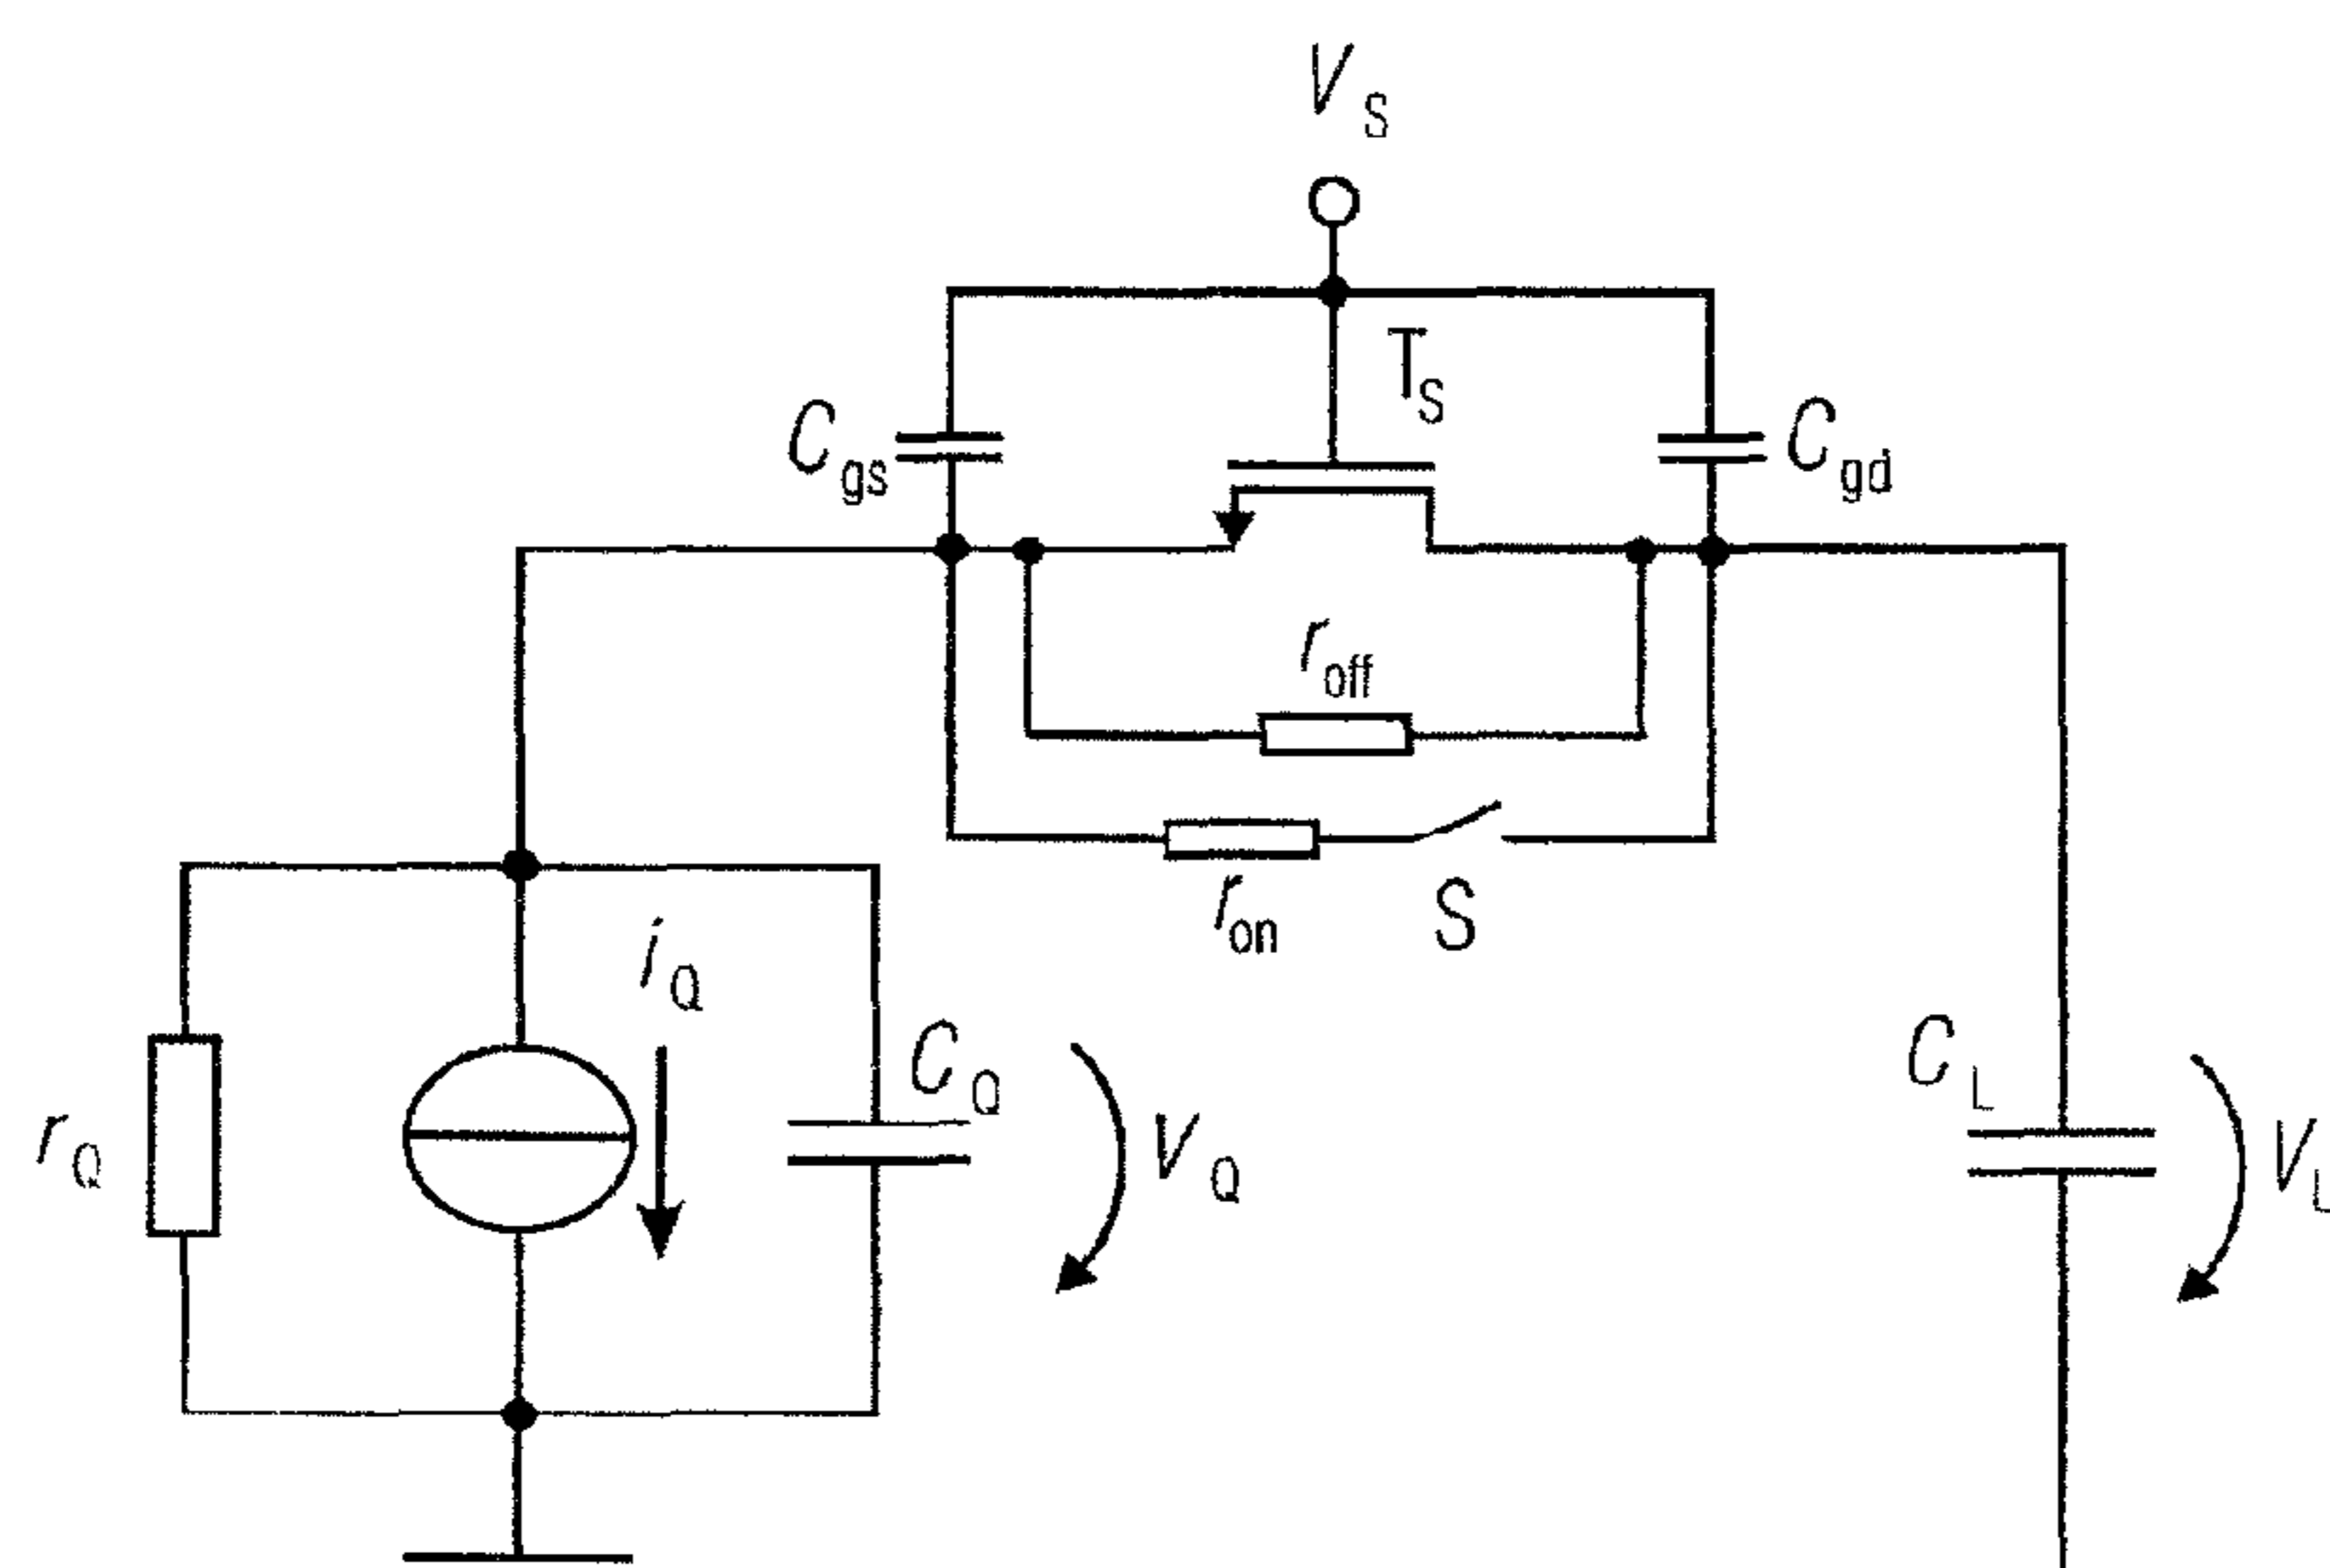 V S
T S
C gs
C gd
r off
r on
S
i Q
C Q
C L
r Q
V Q
V L